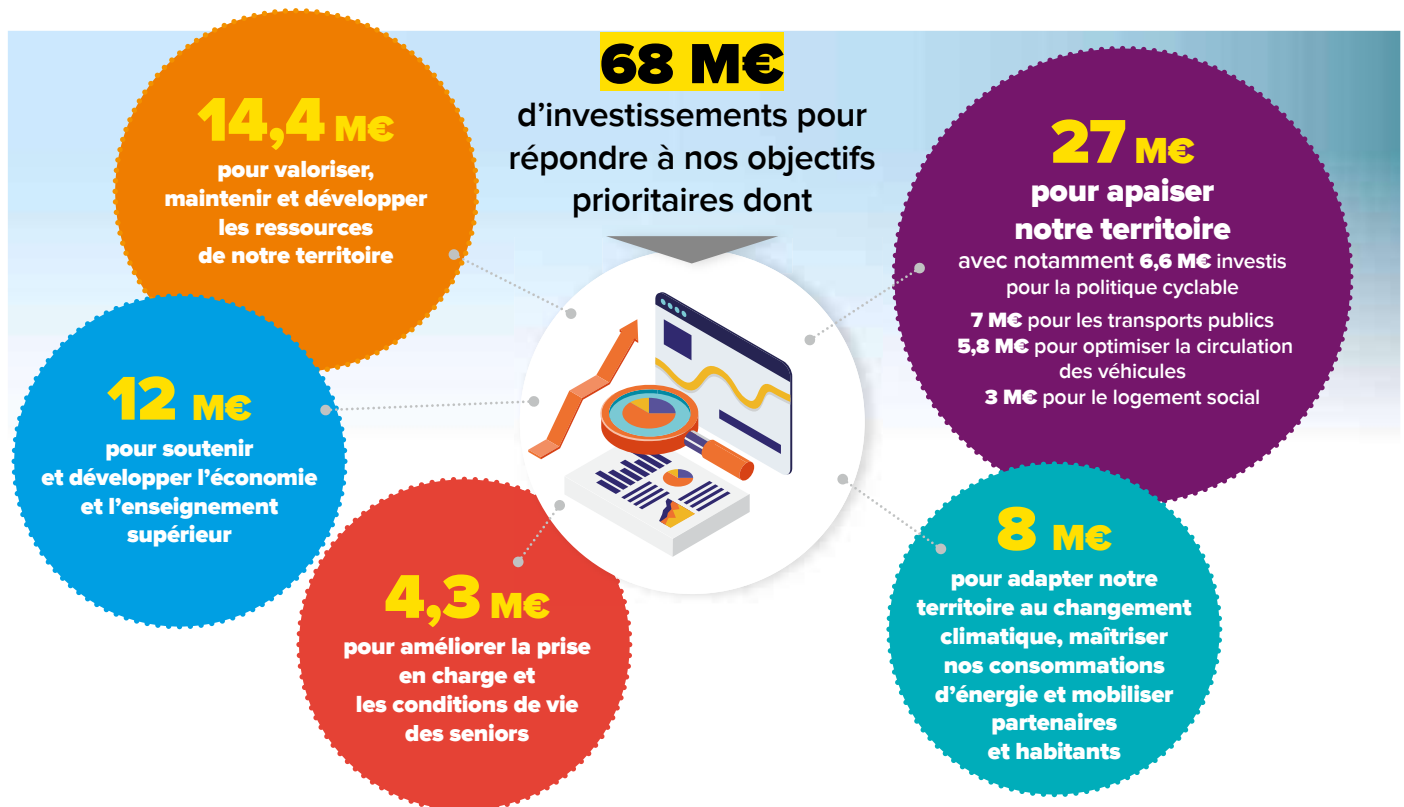 68 M€
d’investissements pour
répondre à nos objectifs
prioritaires dont
14,4 M€
pour valoriser,
maintenir et développer
les ressources
de notre territoire
27 M€
pour apaiser
notre territoire
avec notamment 6,6 M€ investis
pour la politique cyclable
7 M€ pour les transports publics
5,8 M€ pour optimiser la circulation
des véhicules
3 M€ pour le logement social
12 M€
pour soutenir
et développer l’économie
et l’enseignement
supérieur
4,3 M€
pour améliorer la prise
en charge et
les conditions de vie
des seniors
8 M€
pour adapter notre
territoire au changement
climatique, maîtriser
nos consommations
d’énergie et mobiliser
partenaires
et habitants